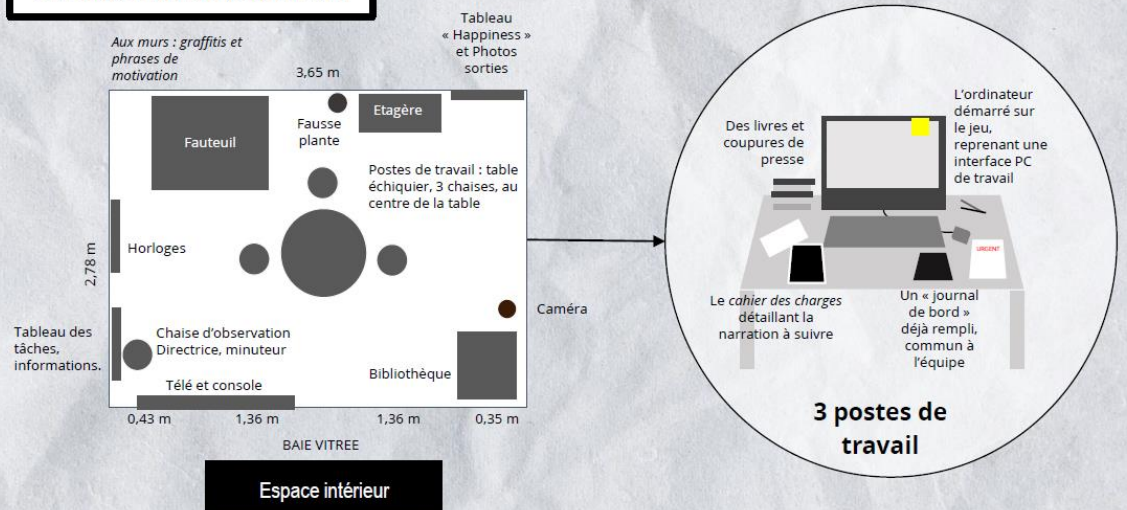 Aux murs : graffitis et
phrases de
motivation
3,65 m
Tableau
« Happiness »
et Photos
sorties
Fauteuil
Fausse
plante
Etagère
Postes de travail : table
échiquier, 3 chaises, au
centre de la table
2,78 m
Horloges
Caméra
Tableau des
tâches,
informations.
Chaise d’observation
Directrice, minuteur
Télé et console
Bibliothèque
0,43 m
1,36 m
1,36 m
0,35 m
BAIE VITREE
Espace intérieur
Des livres et
coupures de
presse
L’ordinateur
démarré sur
le jeu,
reprenant une
interface PC
de travail
URGENT
Le cahier des charges
détaillant la
narration à suivre
Un « journal
de bord »
déjà rempli,
commun à
l’équipe
3 postes de
travail